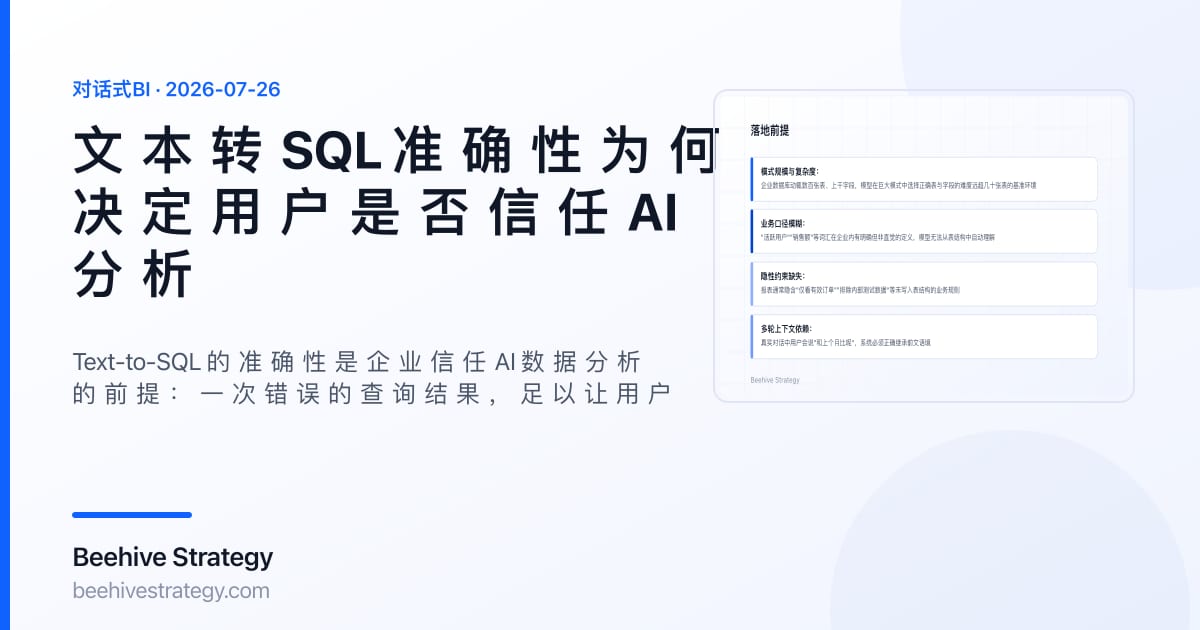 对话式BI · 2026-07-26
文本转SQL准确性为何
决定用户是否信任AI
分析
Text-to-SQL的准确性是企业信任AI数据分析
的前提：一次错误的查询结果，足以让用户
Beehive Strategy
beehivestrategy.com
落地前提
模式规模与复杂度：
企业数据库动辄数百张表、上千字段，模型在巨大模式中选择正确表与字段的难度远超几十张表的基准环境
业务口径模糊：
"活跃用户""销售额"等词汇在企业内有明确但非直觉的定义，模型无法从表结构中自动理解
隐性约束缺失：
报表通常隐含"仅看有效订单""排除内部测试数据"等未写入表结构的业务规则
多轮上下文依赖：
真实对话中用户会说"和上个月比呢"，系统必须正确继承前文语境
Beehive Strategy